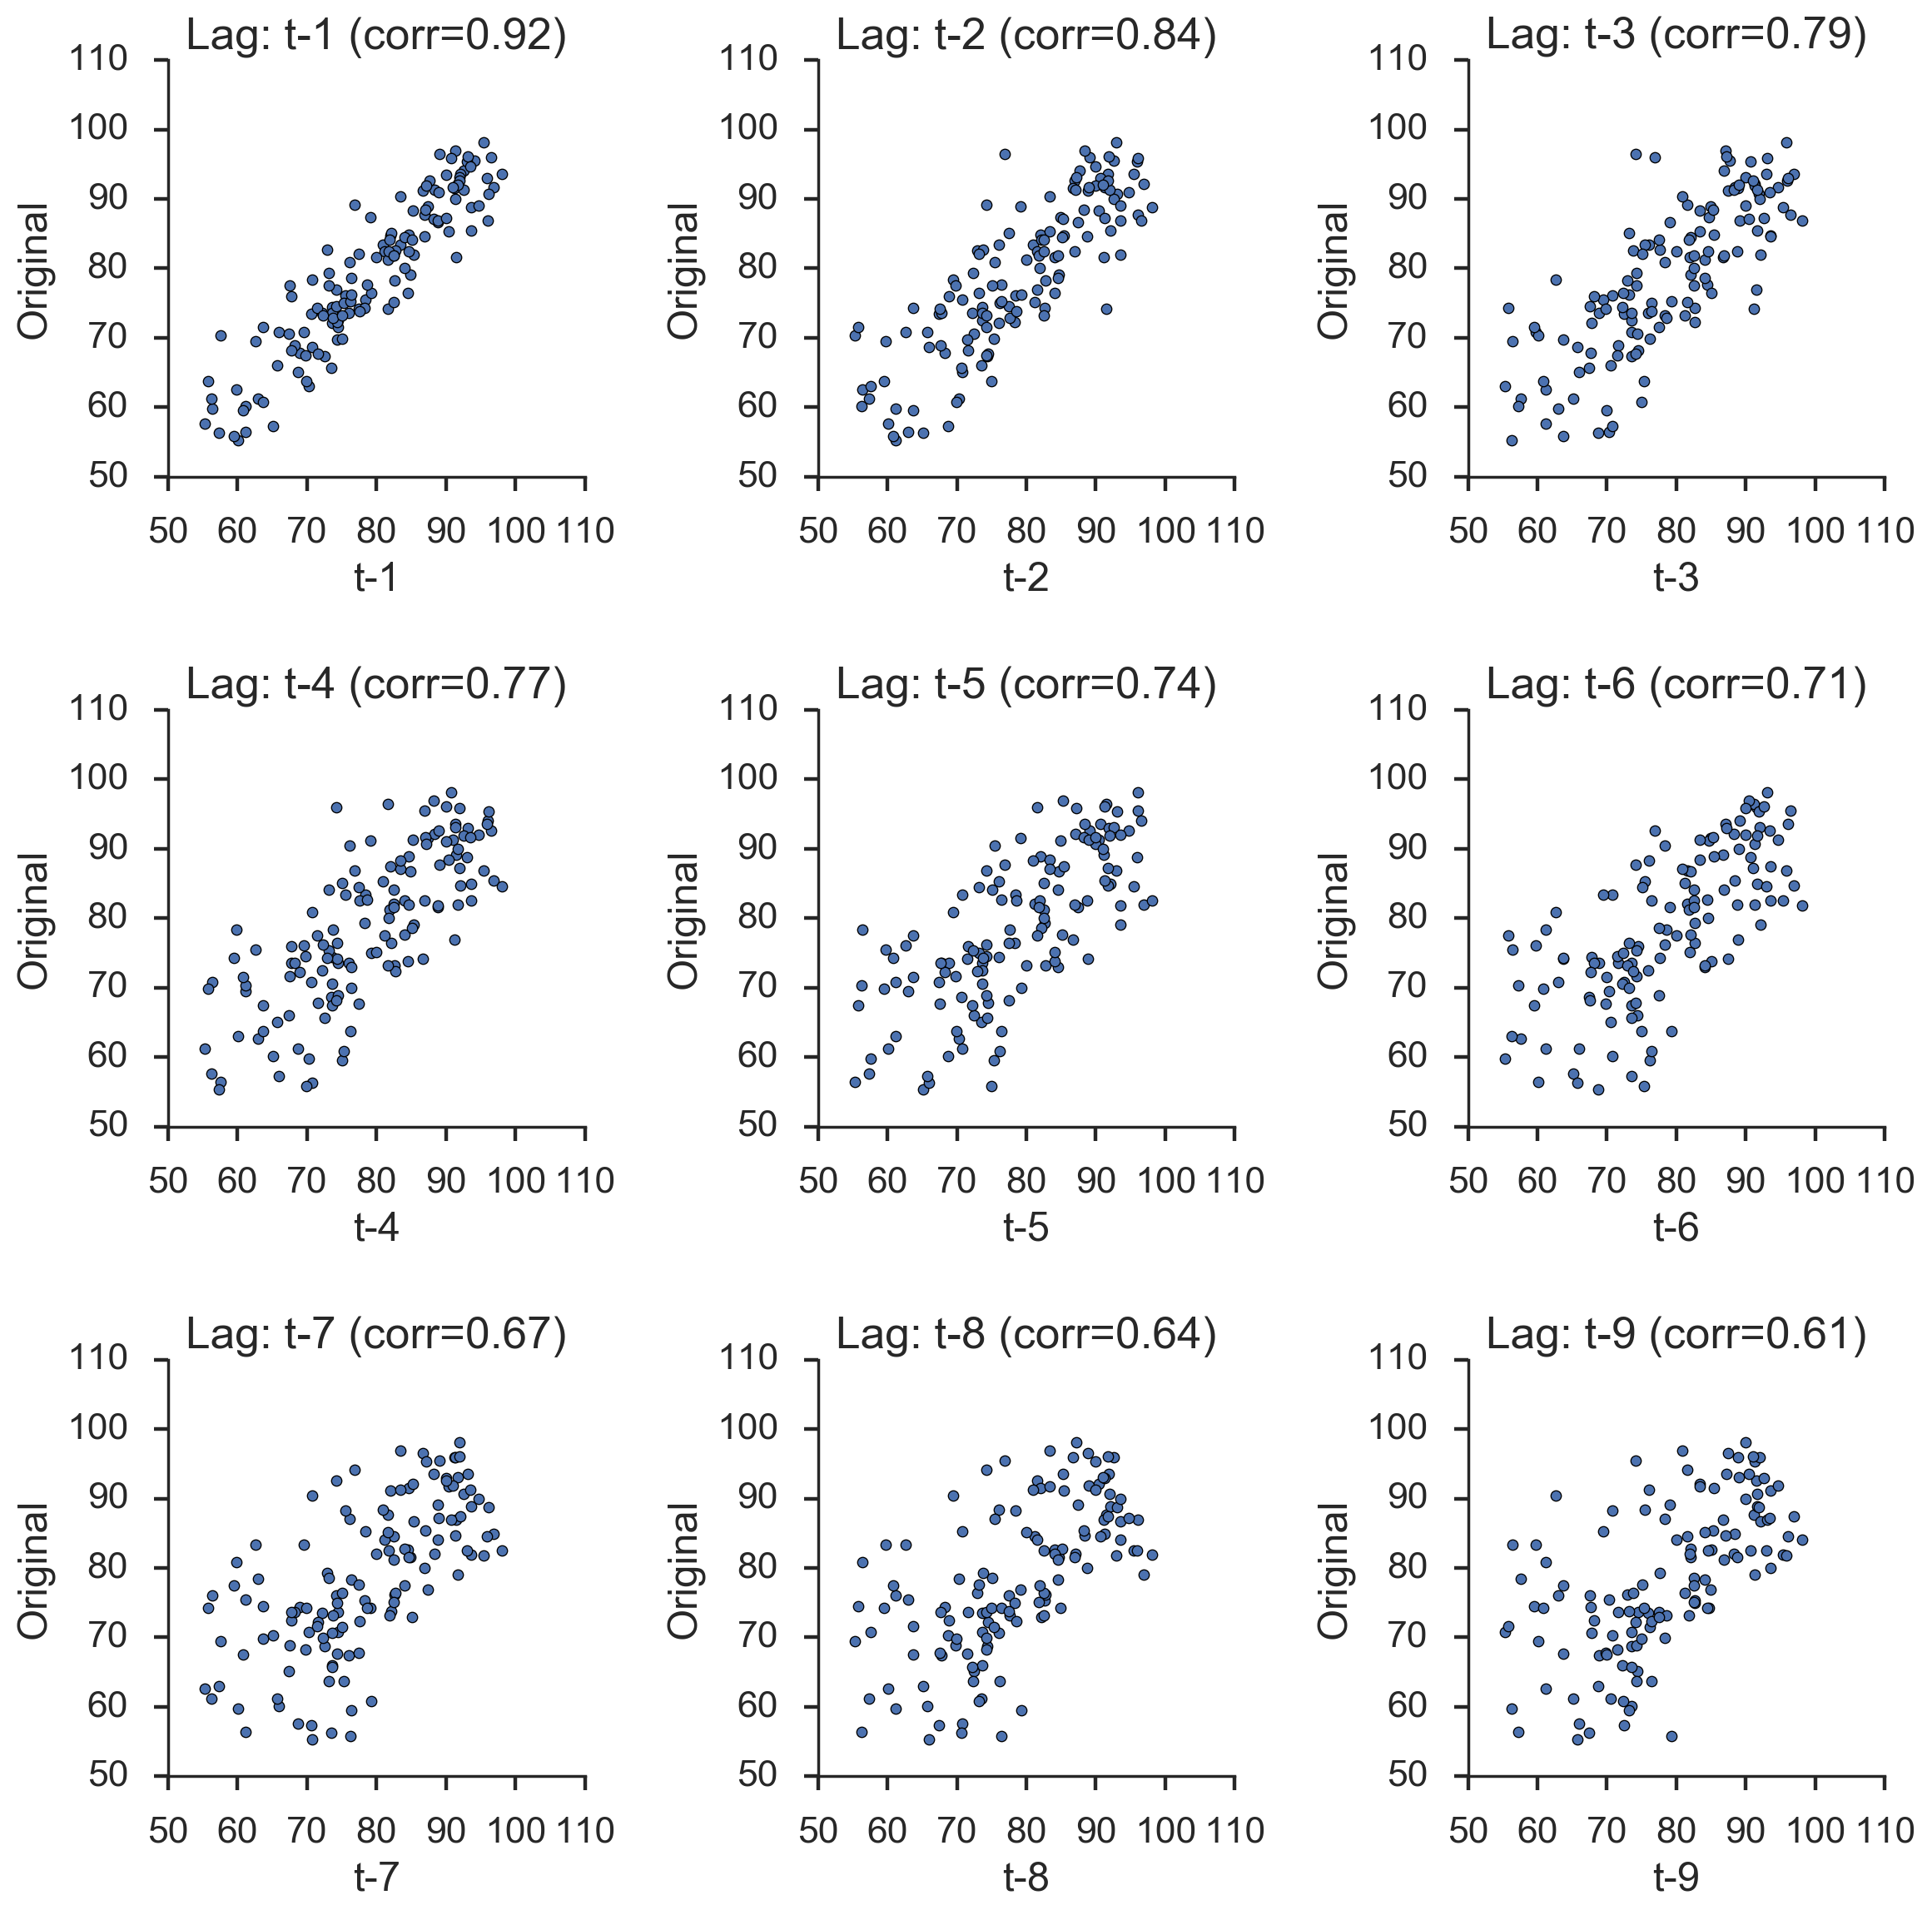 Lag: t-1 (corr=0.92) Lag: t-2 (corr=0.84) Lag: t-3 (corr=0.79)
110 110 110
100 100 100
90 90 90
80 80 80
70 70 70
60 60 60
50 50 50
Original Original Original
50 60 70 80 90 100 110 50 60 70 80 90 100 110 50 60 70 80 90 100 110
t-1 t-2 t-3
Lag: t-4 (corr=0.77) Lag: t-5 (corr=0.74) Lag: t-6 (corr=0.71)
110 110 110
100 100 100
90 90 90
80 80 80
70 70 70
60 60 60
50 50 50
Original Original Original
50 60 70 80 90 100 110 50 60 70 80 90 100 110 50 60 70 80 90 100 110
t-4 t-5 t-6
Lag: t-7 (corr=0.67) Lag: t-8 (corr=0.64) Lag: t-9 (corr=0.61)
110 110 110
100 100 100
90 90 90
80 80 80
70 70 70
60 60 60
50 50 50
Original Original Original
50 60 70 80 90 100 110 50 60 70 80 90 100 110 50 60 70 80 90 100 110
t-7 t-8 t-9